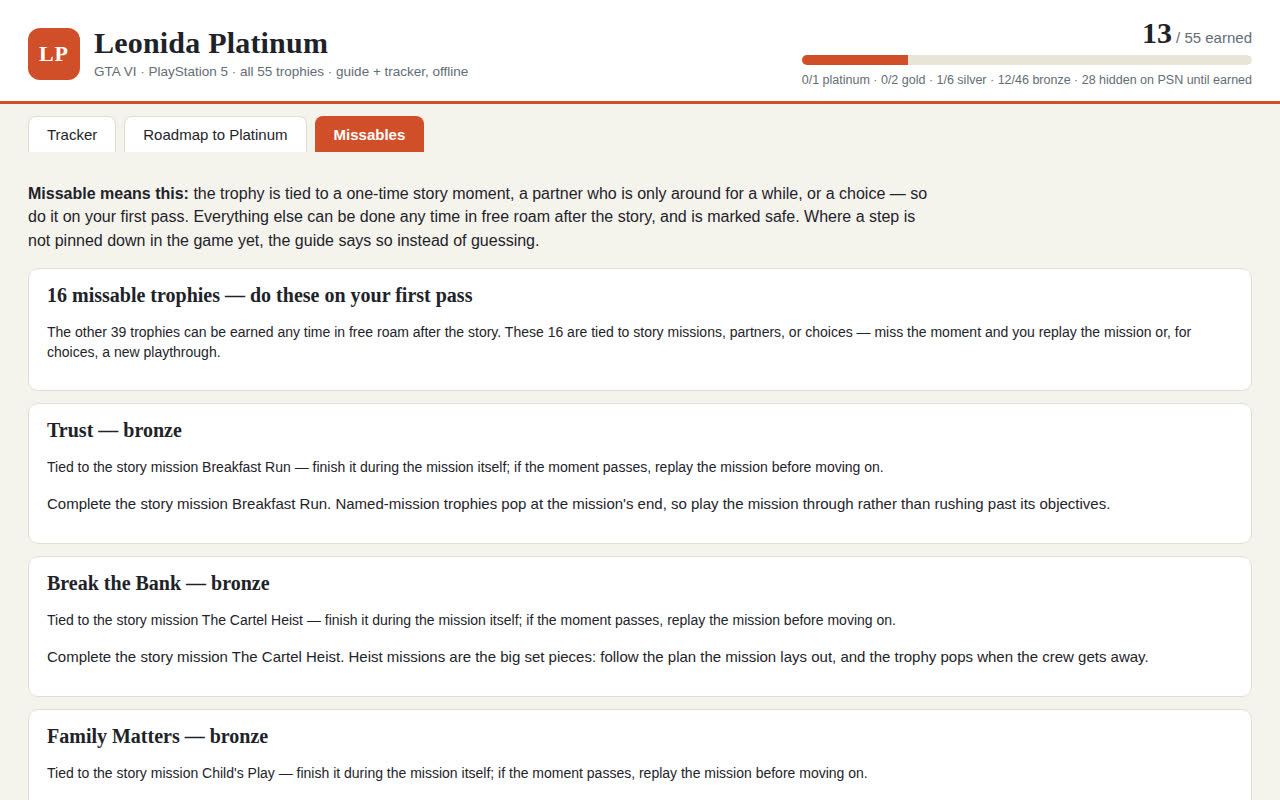 LP
Leonida Platinum
GTA VI · PlayStation 5 · all 55 trophies · guide + tracker, offline
13 / 55 earned
0/1 platinum · 0/2 gold · 1/6 silver · 12/46 bronze · 28 hidden on PSN until earned
Tracker
Roadmap to Platinum
Missables
Missable means this: the trophy is tied to a one-time story moment, a partner who is only around for a while, or a choice — so
do it on your first pass. Everything else can be done any time in free roam after the story, and is marked safe. Where a step is
not pinned down in the game yet, the guide says so instead of guessing.
16 missable trophies — do these on your first pass
The other 39 trophies can be earned any time in free roam after the story. These 16 are tied to story missions, partners, or choices — miss the moment and you replay the mission or, for
choices, a new playthrough.
Trust — bronze
Tied to the story mission Breakfast Run — finish it during the mission itself; if the moment passes, replay the mission before moving on.
Complete the story mission Breakfast Run. Named-mission trophies pop at the mission's end, so play the mission through rather than rushing past its objectives.
Break the Bank — bronze
Tied to the story mission The Cartel Heist — finish it during the mission itself; if the moment passes, replay the mission before moving on.
Complete the story mission The Cartel Heist. Heist missions are the big set pieces: follow the plan the mission lays out, and the trophy pops when the crew gets away.
Family Matters — bronze
Tied to the story mission Child's Play — finish it during the mission itself; if the moment passes, replay the mission before moving on.